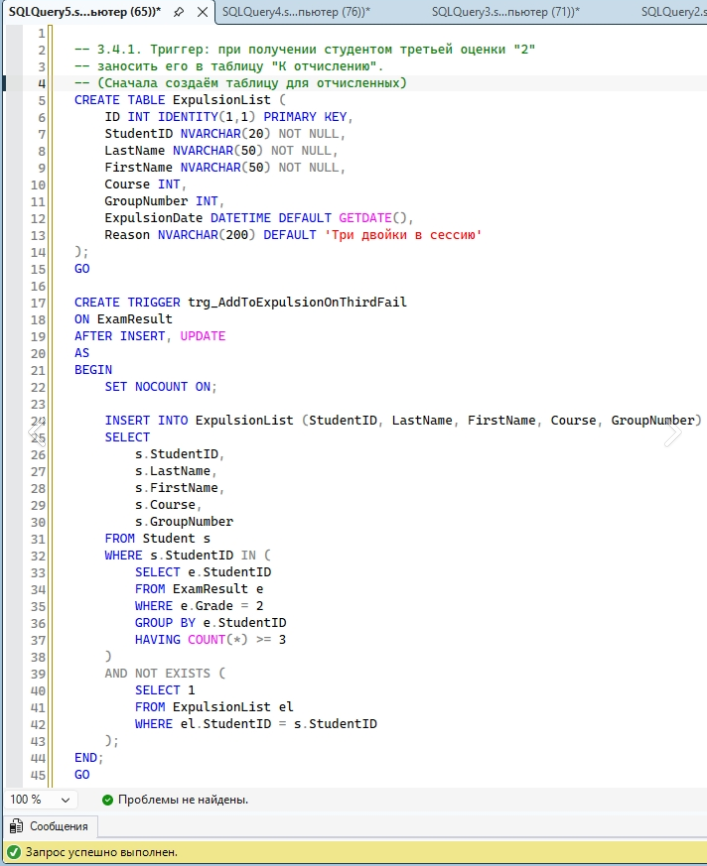 SQLQuery5.s...ьютер (65))* SQLQuery4.s...пьютер (76))* SQLQuery3.s...пьютер (71))* SQLQuery2.s
1
2 -- 3.4.1. Триггер: при получении студентом третьей оценки "2"
3 -- заносить его в таблицу "К отчислению".
4 -- (Сначала создаём таблицу для отчисленных)
5 CREATE TABLE ExpulsionList (
6 ID INT IDENTITY(1,1) PRIMARY KEY,
7 StudentID NVARCHAR(20) NOT NULL,
8 LastName NVARCHAR(50) NOT NULL,
9 FirstName NVARCHAR(50) NOT NULL,
10 Course INT,
11 GroupNumber INT,
12 ExpulsionDate DATETIME DEFAULT GETDATE(),
13 Reason NVARCHAR(200) DEFAULT 'Три двойки в сессию'
14 );
15 GO
16
17 CREATE TRIGGER trg_AddToExpulsionOnThirdFail
18 ON ExamResult
19 AFTER INSERT, UPDATE
20 AS
21 BEGIN
22 SET NOCOUNT ON;
23
24 INSERT INTO ExpulsionList (StudentID, LastName, FirstName, Course, GroupNumber)
25 SELECT
26 s.StudentID,
27 s.LastName,
28 s.FirstName,
29 s.Course,
30 s.GroupNumber
31 FROM Student s
32 WHERE s.StudentID IN (
33 SELECT e.StudentID
34 FROM ExamResult e
35 WHERE e.Grade = 2
36 GROUP BY e.StudentID
37 HAVING COUNT(*) >= 3
38 )
39 AND NOT EXISTS (
40 SELECT 1
41 FROM ExpulsionList el
42 WHERE el.StudentID = s.StudentID
43 );
44 END;
45 GO
100 % Проблемы не найдены.
Сообщения
Запрос успешно выполнен.